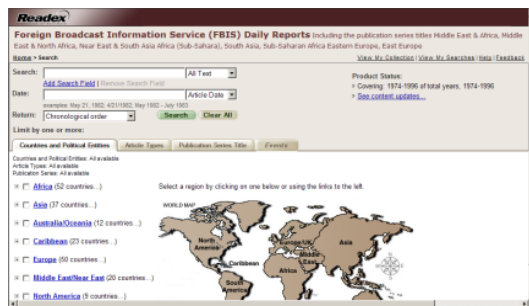 Readex
Foreign Broadcast Information Service (FBIS) Daily Reports Including the publication series titles Middle East & Africa, Middle
East & North Africa, Near East & South Asia Africa (Sub-Sahara), South Asia, Sub-Saharan Africa Eastern Europe, East Europe
Home > Search View My Collection | View My Searches | Help | Feedback
Search: All Text
Add Search Field | Remove Search Field
Date: Article Date
examples: May 21, 1982; 4/21/1982; May 1982 - July 1983
Return: Chronological order Search Clear All
Product Status:
Covering: 1974-1996 of total years, 1974-1996
See content updates...
Limit by one or more:
Countries and Political Entities Article Types Publication Series Title Events
Countries and Political Entities: All available
Article Types: All available
Publication Series: All available
Select a region by clicking on one below or using the links to the left.
Africa (52 countries...)
Asia (37 countries...)
Australia/Oceania (12 countries...)
Caribbean (23 countries...)
Europe (50 countries...)
Middle East/Near East (20 countries...)
North America (5 countries...)
WORLD MAP
North
America
Caribbean
South
America
Europe/UK
Middle
East
Africa
Asia